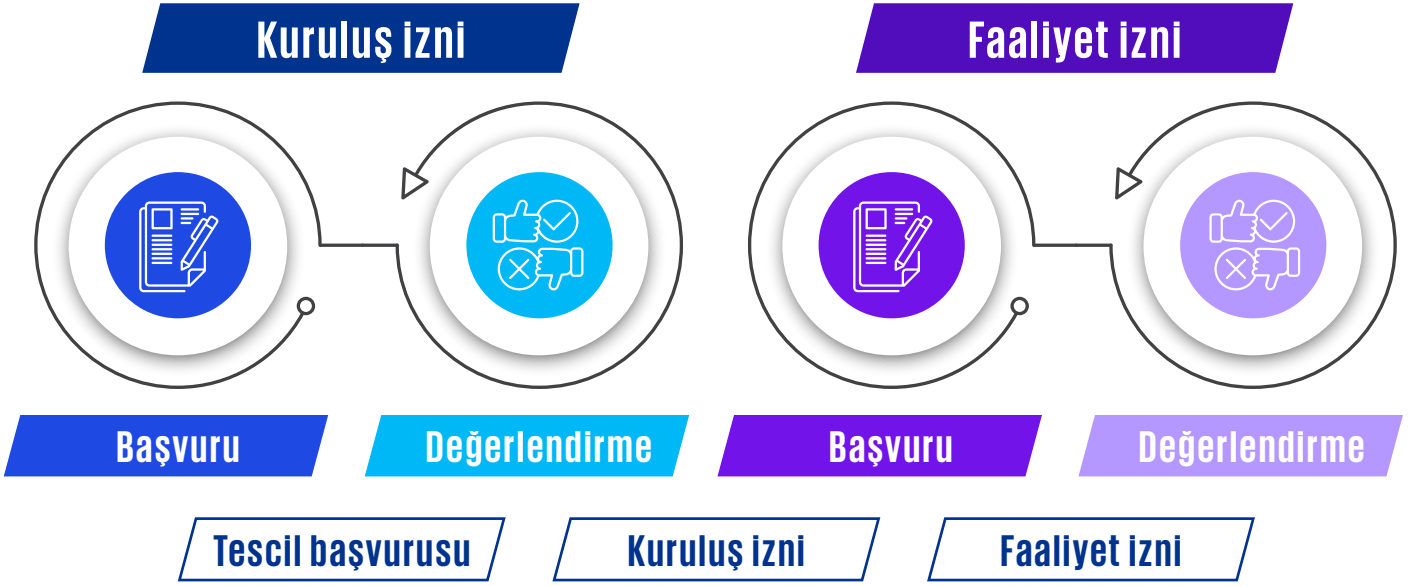 Kuruluş izni
Faaliyet izni
Başvuru
Değerlendirme
Başvuru
Değerlendirme
Tescil başvurusu
Kuruluş izni
Faaliyet izni